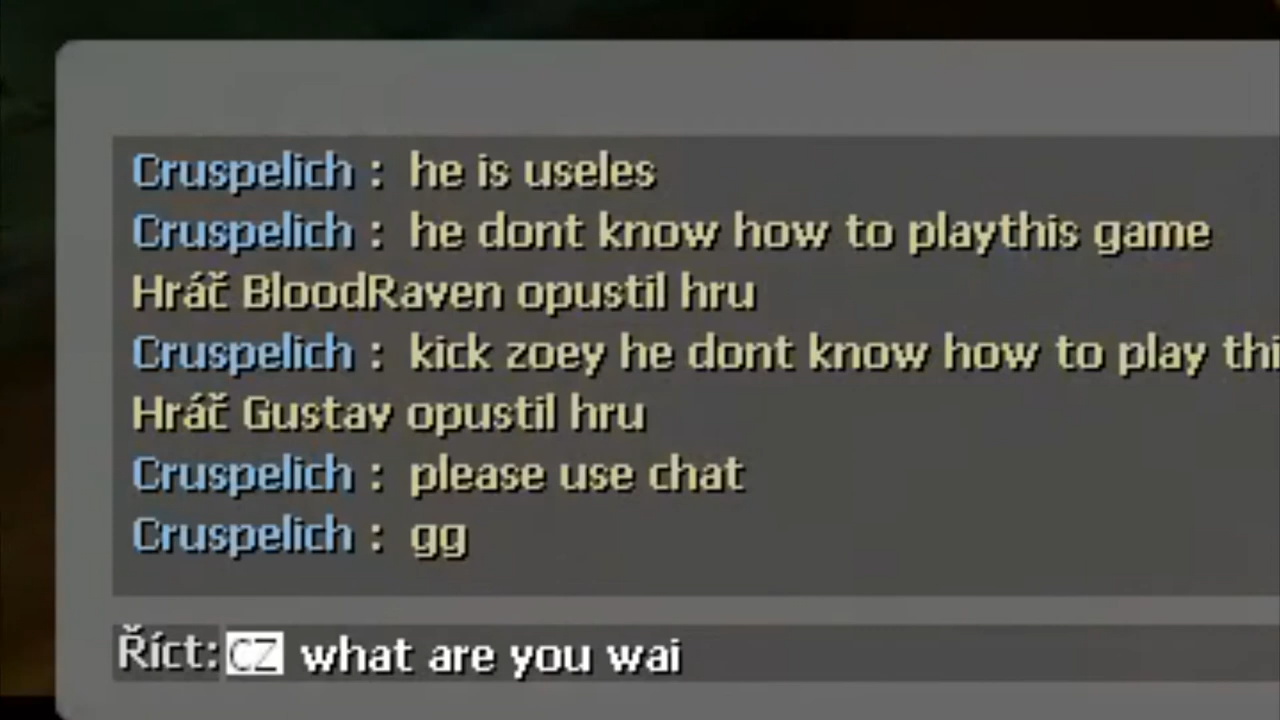 Cruspelich : he is useles
Cruspelich : he dont know how to playthis game
Hráč BloodRaven opustil hru
Cruspelich : kick zoey he dont know how to play thi
Hráč Gustav opustil hru
Cruspelich : please use chat
Cruspelich : gg
Říct: CZ what are you wai